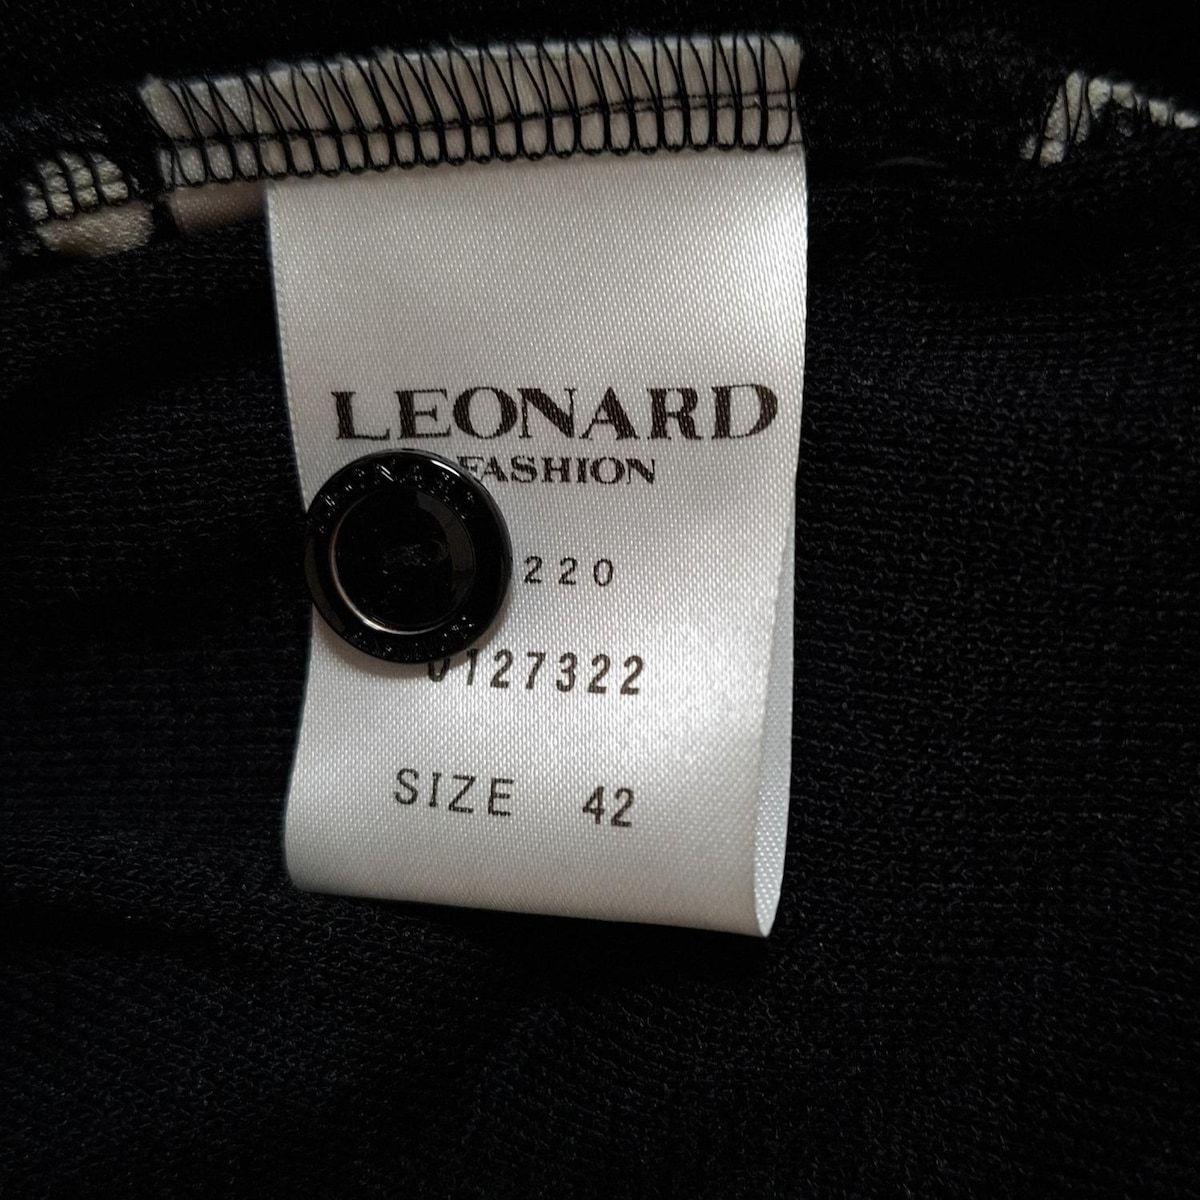 LEONARD
FASHION
220
0127322
SIZE 42